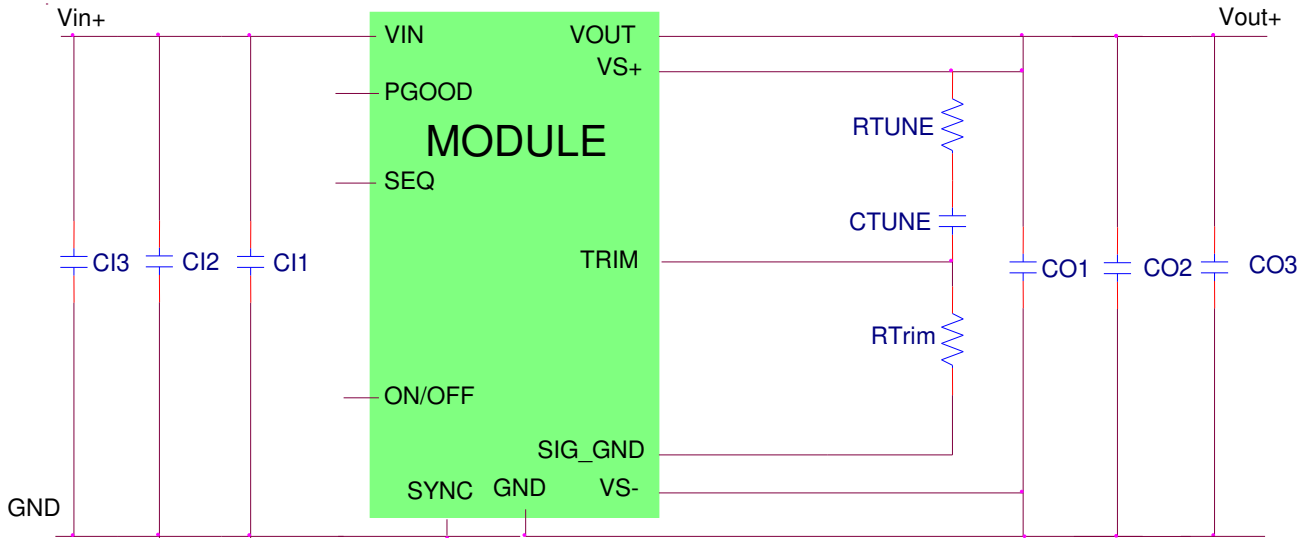 Vin+
Vout+
VIN
VOUT
VS+
PGOOD
MODULE
RTUNE
SEQ
CTUNE
TRIM
CI3
CI2
CI1
CO1
CO2
CO3
RTrim
ON/OFF
SIG_GND
SYNC
GND
VS-
GND